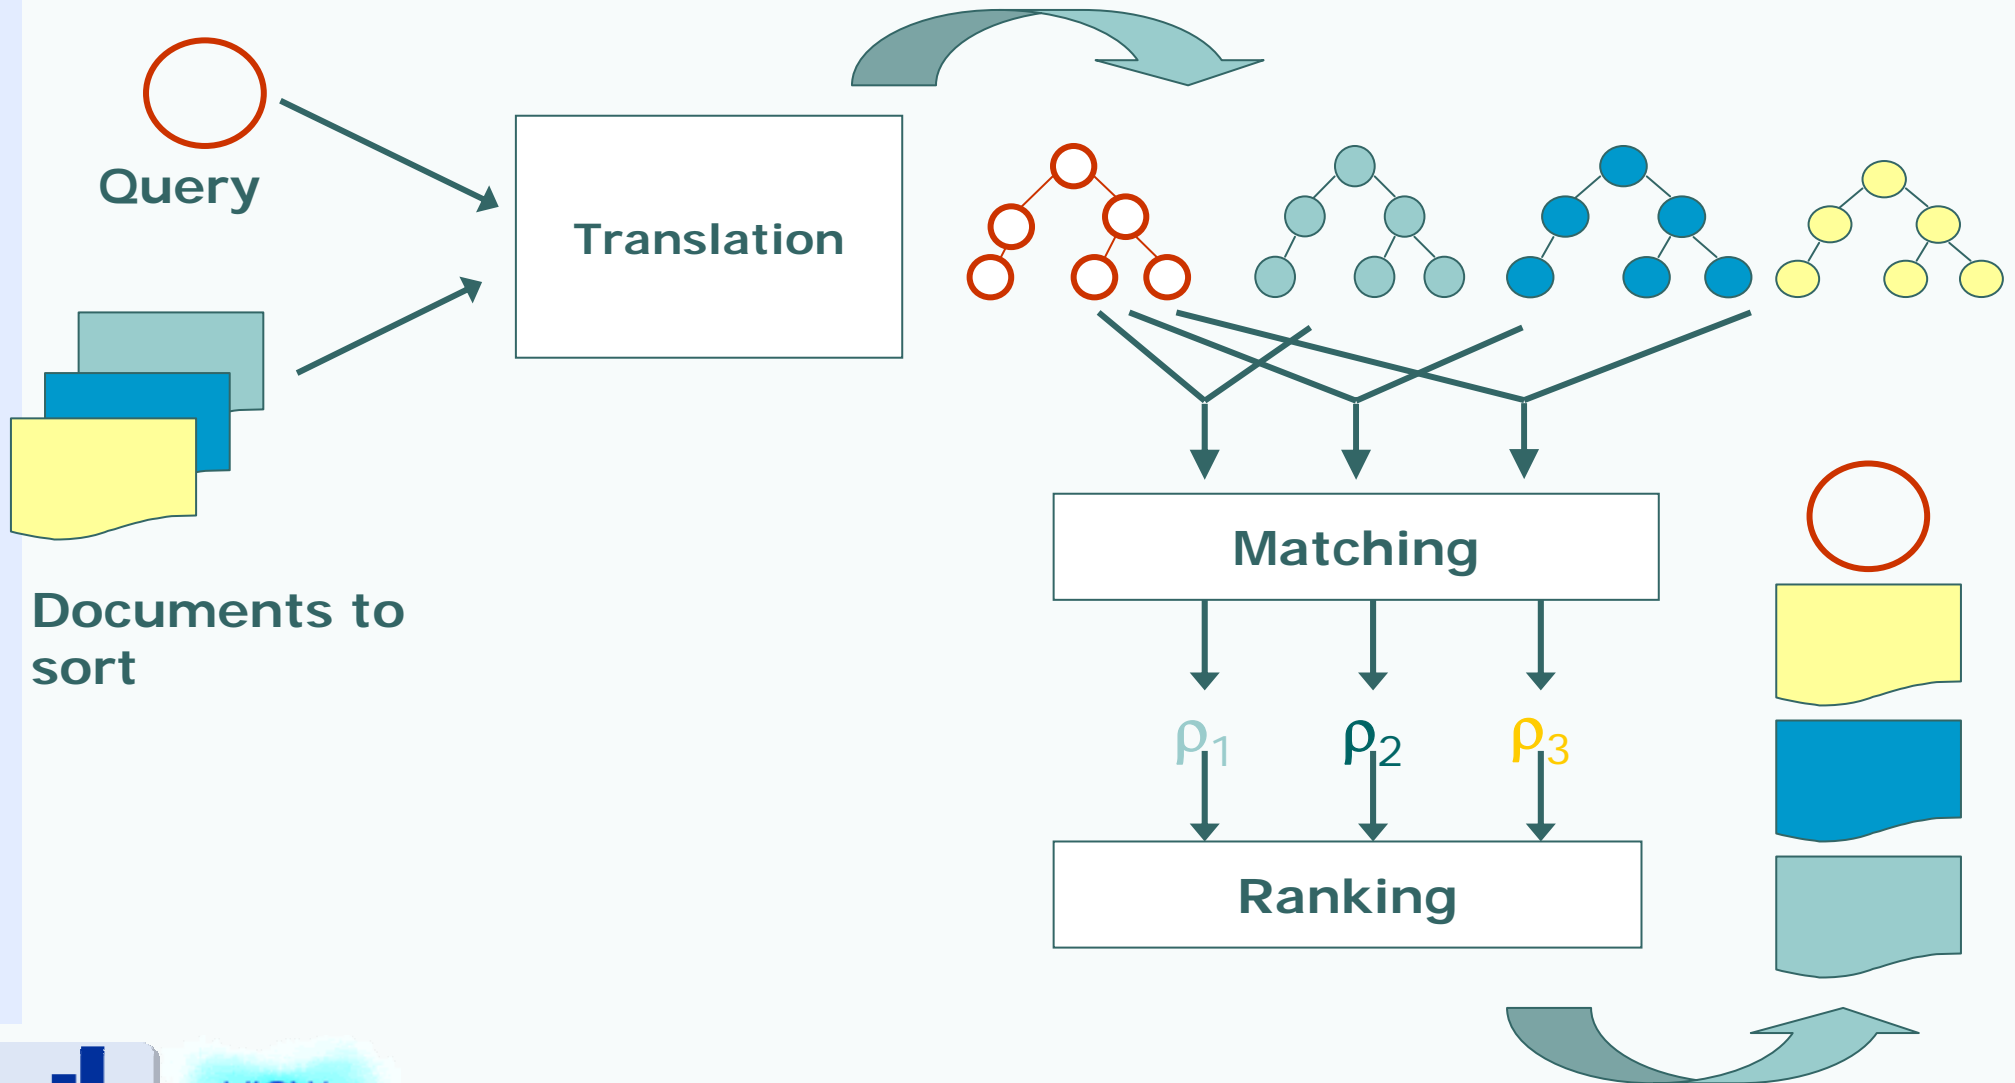 Query
Translation
Documents to
sort
Matching
ρ1 ρ2 ρ3
Ranking